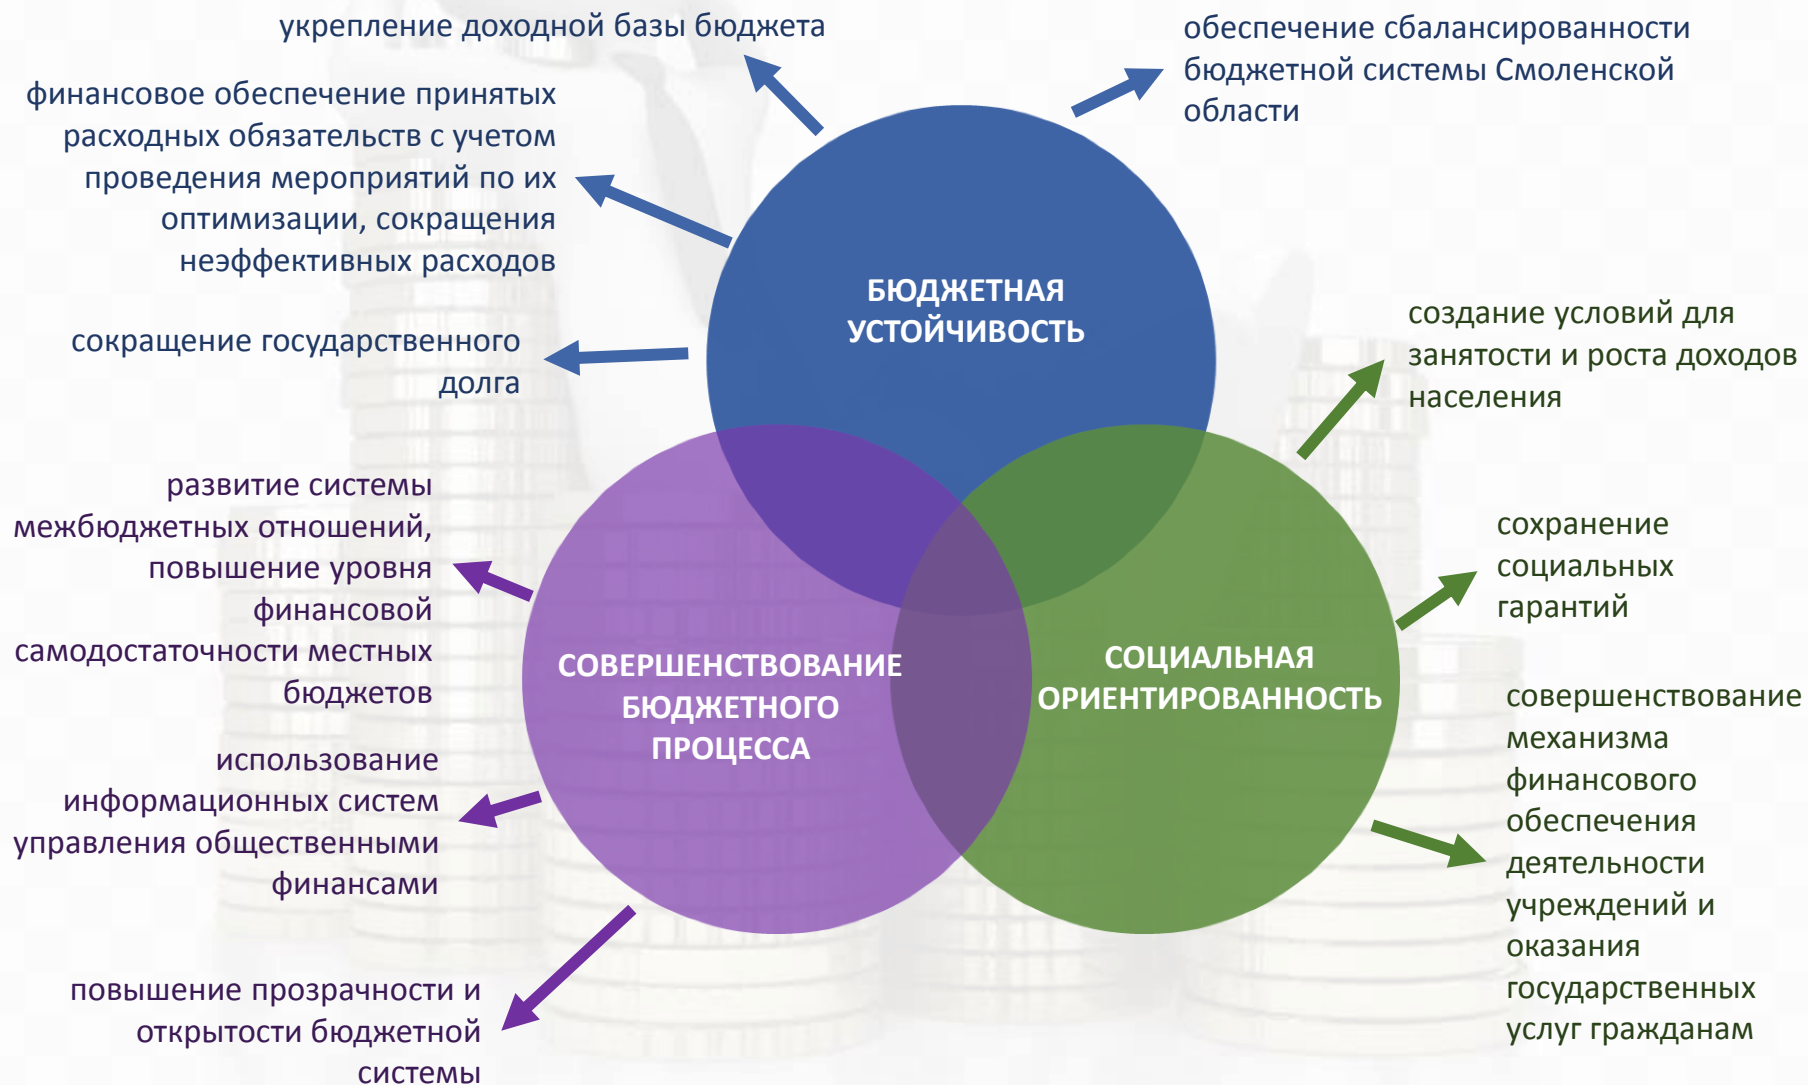 укрепление доходной базы бюджета
обеспечение сбалансированности
бюджетной системы Смоленской
области
финансовое обеспечение принятых
расходных обязательств с учетом
проведения мероприятий по их
оптимизации, сокращения
неэффективных расходов
сокращение государственного
долга
БЮДЖЕТНАЯ
УСТОЙЧИВОСТЬ
создание условий для
занятости и роста доходов
населения
развитие системы
межбюджетных отношений,
повышение уровня
финансовой
самодостаточности местных
бюджетов
сохранение
социальных
гарантий
СОВЕРШЕНСТВОВАНИЕ
БЮДЖЕТНОГО
ПРОЦЕССА
СОЦИАЛЬНАЯ
ОРИЕНТИРОВАННОСТЬ
использование
информационных систем
управления общественными
финансами
совершенствование
механизма
финансового
обеспечения
деятельности
учреждений и
оказания
государственных
услуг гражданам
повышение прозрачности и
открытости бюджетной
системы